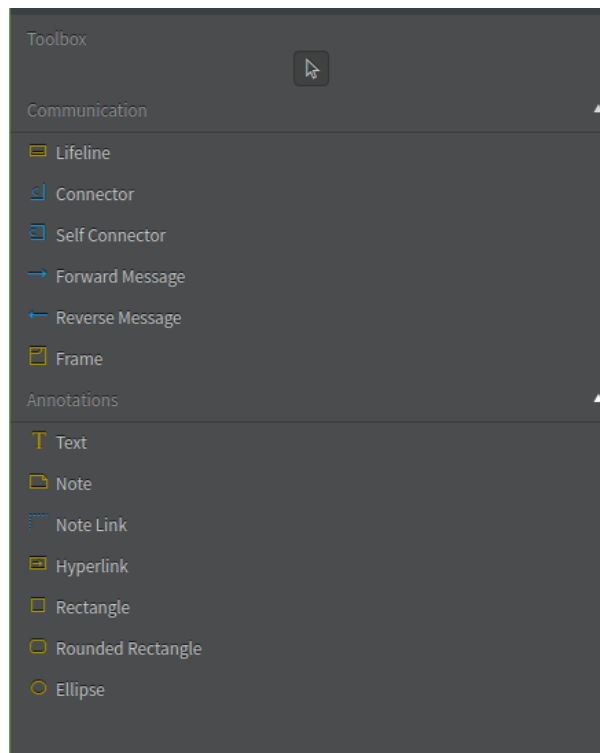 Toolbox
Communication
Lifeline
Connector
Self Connector
Forward Message
Reverse Message
Frame
Annotations
Text
Note
Note Link
Hyperlink
Rectangle
Rounded Rectangle
Ellipse